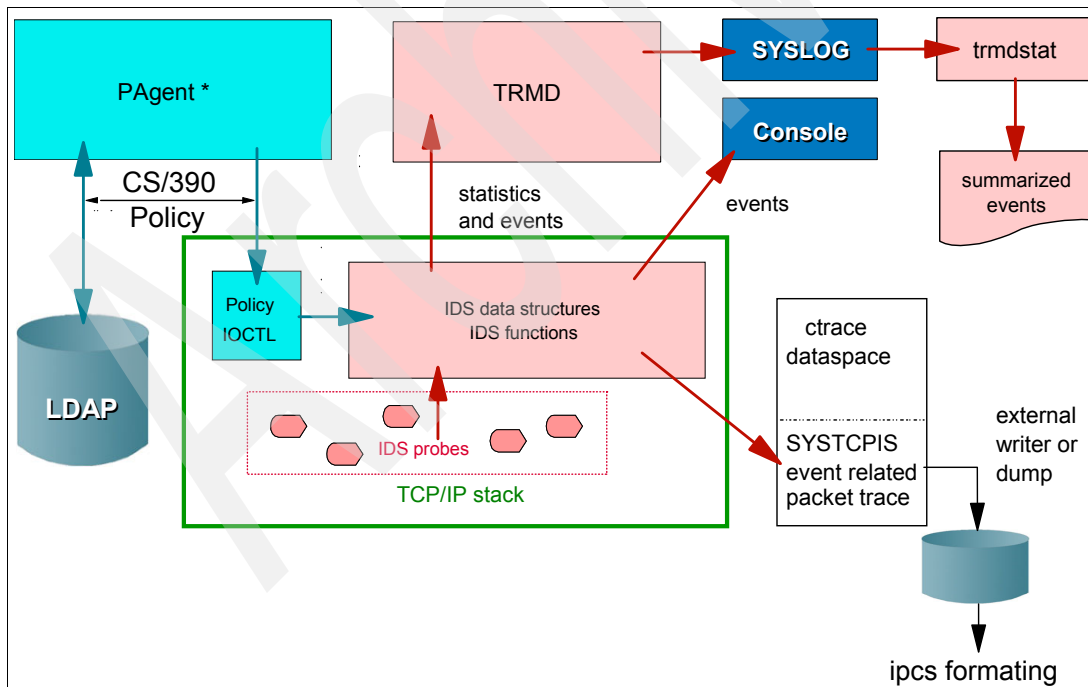 PAgent *
TRMD
SYSLOG
trmdstat
Console
CS/390
Policy
statistics
and events
events
summarized
events
Policy
IOCTL
IDS data structures
IDS functions
LDAP
IDS probes
TCP/IP stack
ctrace
dataspace
SYSTCPIS
event related
packet trace
external
writer or
dump
ipcs formating